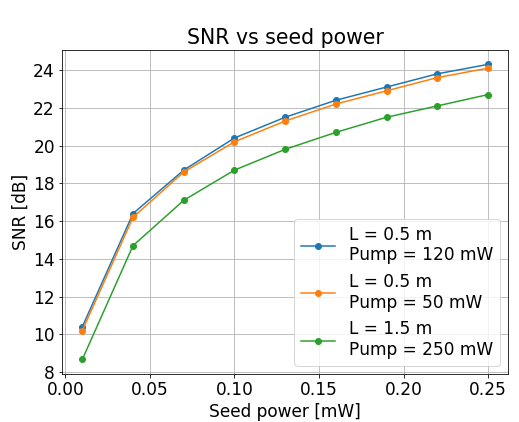 SNR vs seed power
SNR [dB]
24
22
20
18
16
14
12
10
8
L = 0.5 m
Pump = 120 mW
L = 0.5 m
Pump = 50 mW
L = 1.5 m
Pump = 250 mW
0.00 0.05 0.10 0.15 0.20 0.25
Seed power [mW]